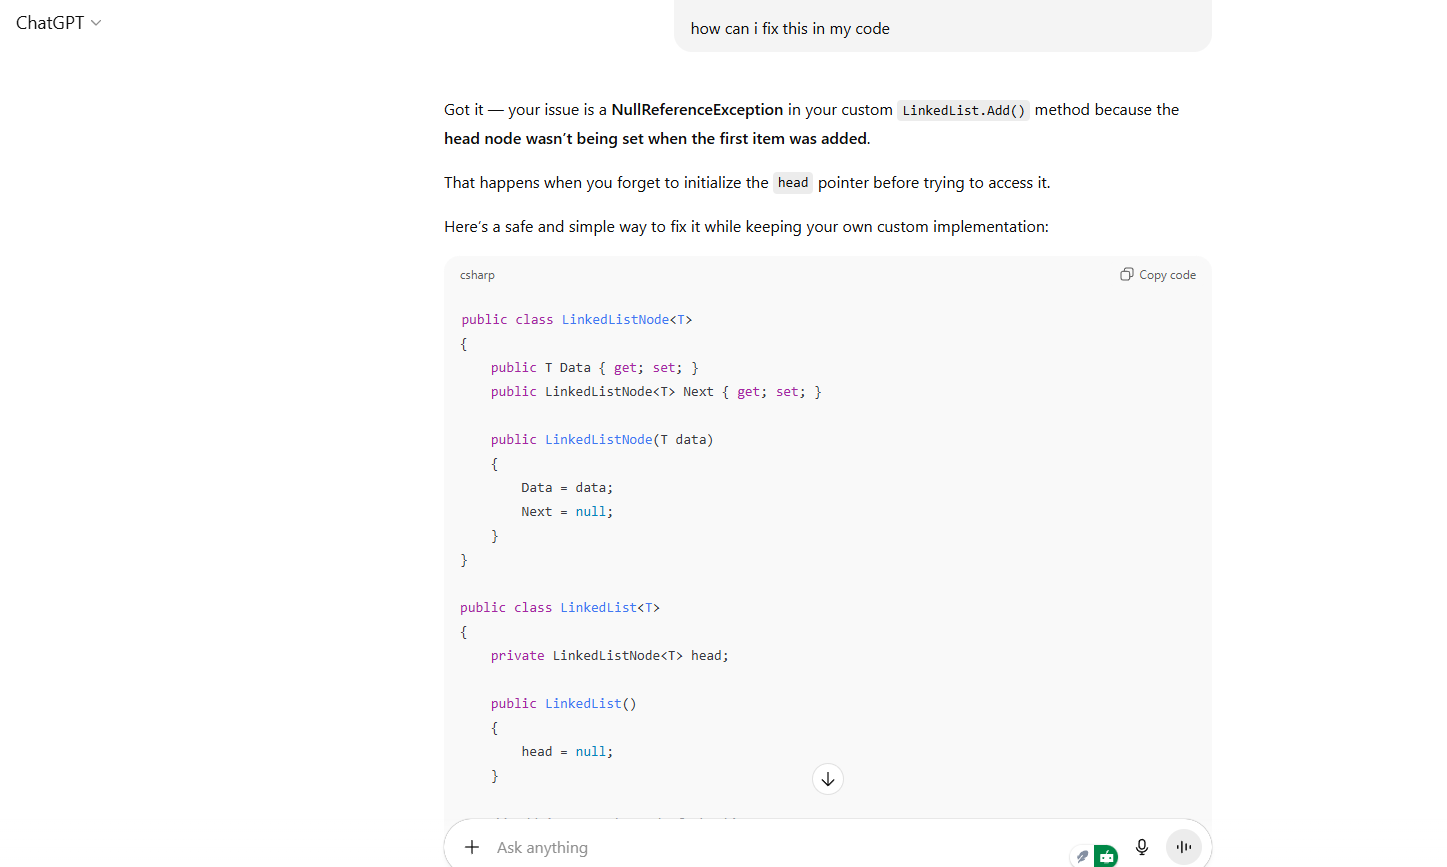 ChatGPT
how can i fix this in my code
Got it — your issue is a NullReferenceException in your custom LinkedList.Add() method because the
head node wasn’t being set when the first item was added.
That happens when you forget to initialize the head pointer before trying to access it.
Here’s a safe and simple way to fix it while keeping your own custom implementation:
csharp
Copy code
public class LinkedListNode<T>
{
    public T Data { get; set; }
    public LinkedListNode<T> Next { get; set; }
    public LinkedListNode(T data)
    {
        Data = data;
        Next = null;
    }
}
public class LinkedList<T>
{
    private LinkedListNode<T> head;
    public LinkedList()
    {
        head = null;
    }
Ask anything